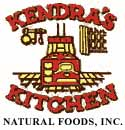 KENDRA'S
KITCHEN
NATURAL FOODS, INC.